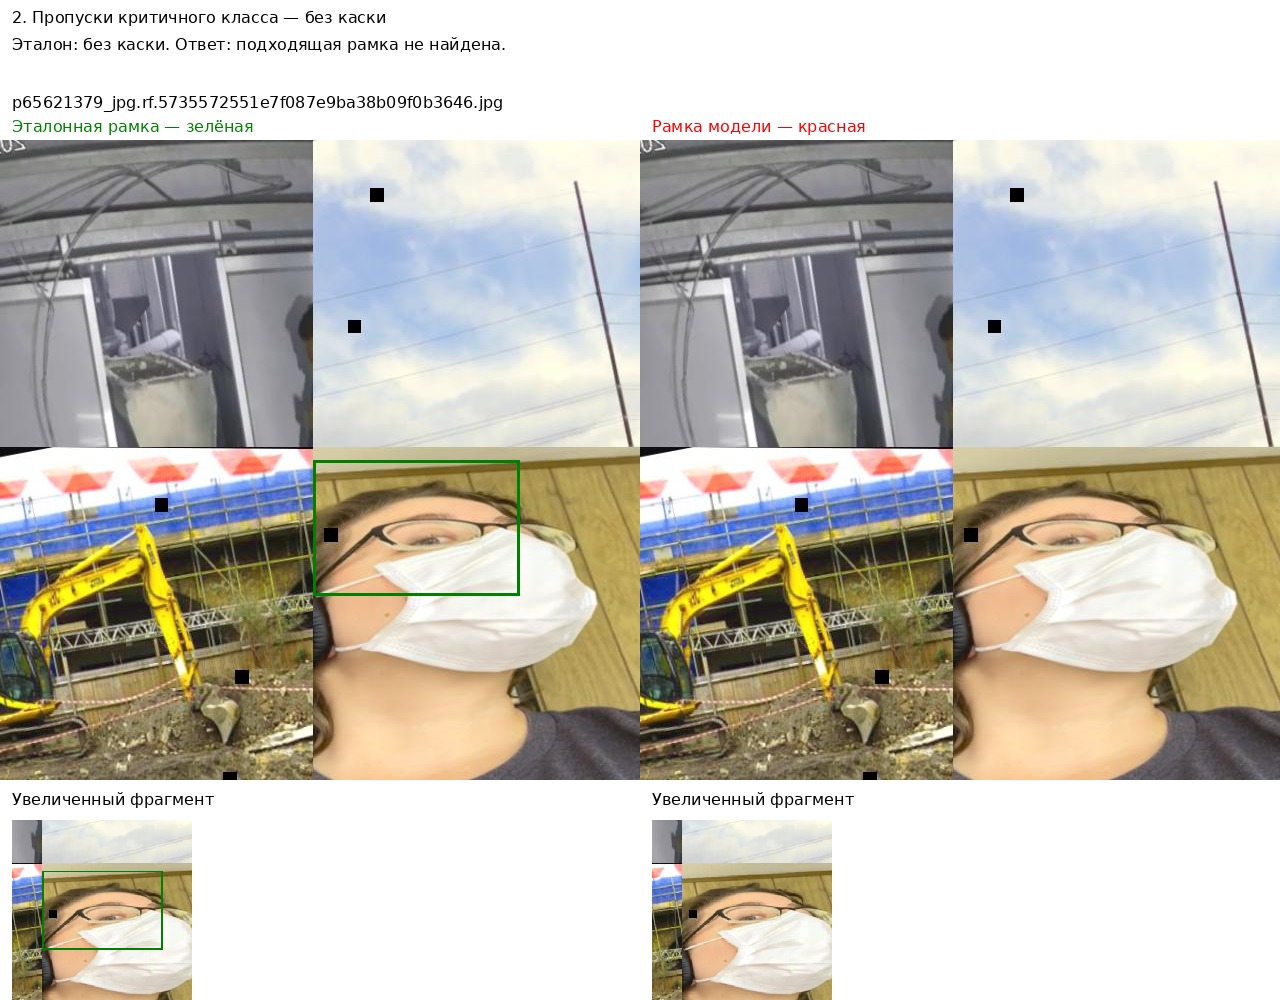 2. Пропуски критичного класса — без каски
Эталон: без каски. Ответ: подходящая рамка не найдена.
p65621379_jpg.rf.5735572551e7f087e9ba38b09f0b3646.jpg
Эталонная рамка — зелёная
Рамка модели — красная
Увеличенный фрагмент
Увеличенный фрагмент